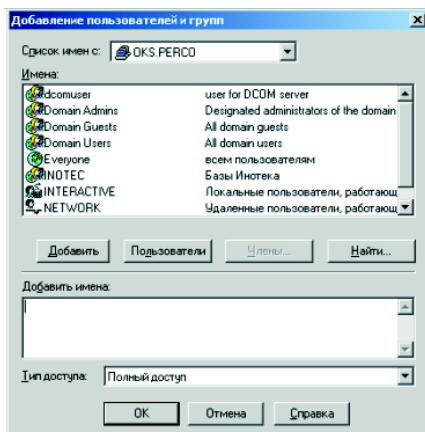 Добавление пользователей и групп
Список имен с: OKS.PERCO
Имена:
dcomuser user for DCOM server
Domain Admins Designated administrators of the domain
Domain Guests All domain guests
Domain Users All domain users
Everyone всем пользователям
INOTEC Базы Инотека
INTERACTIVE Локальные пользователи, работающ
NETWORK Удаленные пользователи, работающ
Добавить Пользователи Члены... Найти...
Добавить имена:
Тип доступа: Полный доступ
OK Отмена Справка